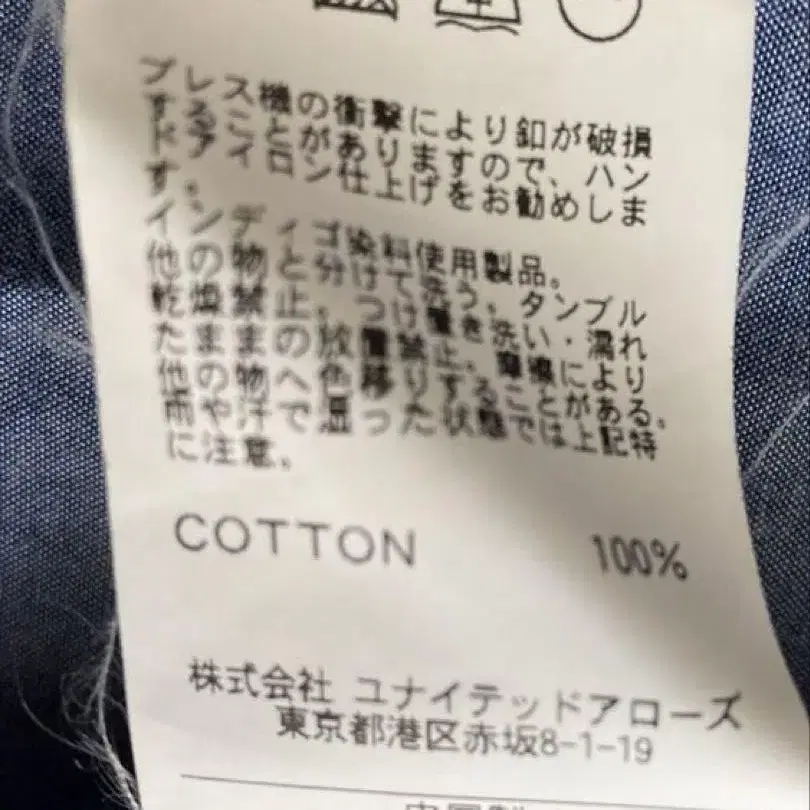 プレス機の衝撃により釦が破損
することがありますので、ハン
ドアイロン仕上げをお勧めしま
す。
インディゴ染料使用製品。
他の物と分けて洗う。タンブル
乾燥禁止。つけ置き洗い・濡れ
たままの放置禁止。摩擦により
他の物へ色移りすることがある。
雨や汗で湿った状態では上記特
に注意。
COTTON 100%
株式会社 ユナイテッドアローズ
東京都港区赤坂8-1-19